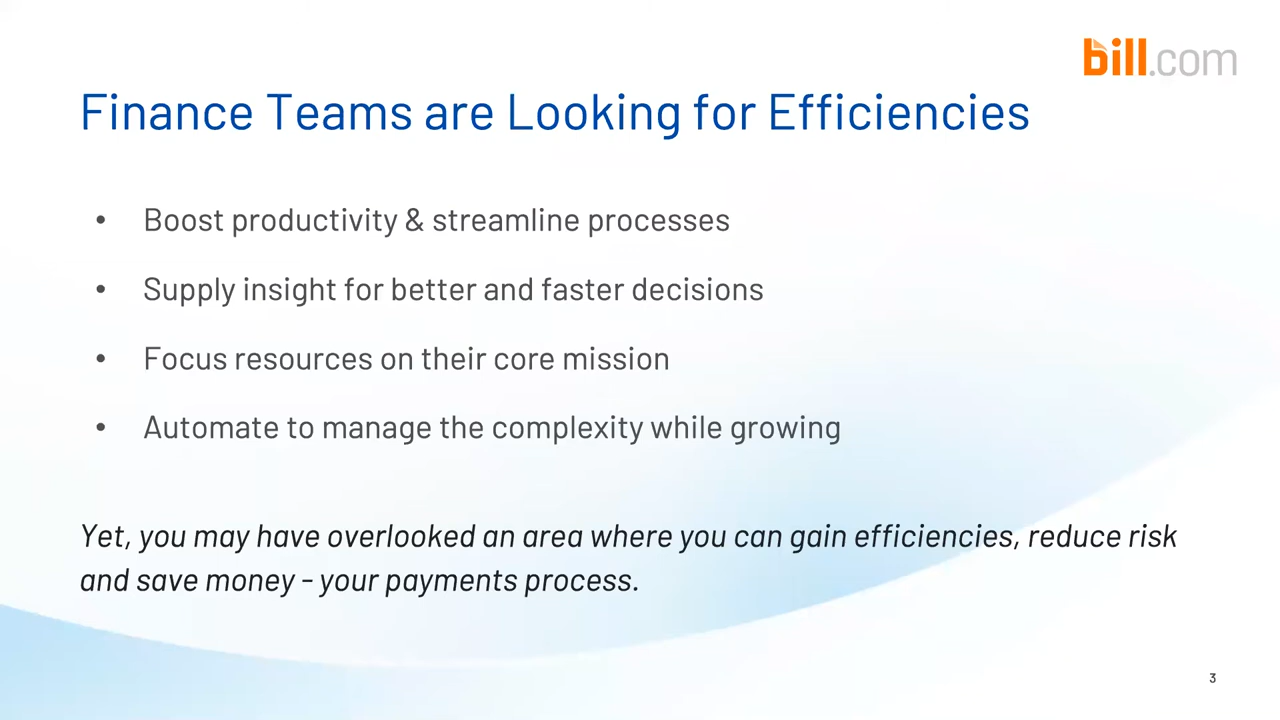 bill.com
Finance Teams are Looking for Efficiencies
• Boost productivity & streamline processes
• Supply insight for better and faster decisions
• Focus resources on their core mission
• Automate to manage the complexity while growing
Yet, you may have overlooked an area where you can gain efficiencies, reduce risk
and save money - your payments process.
3